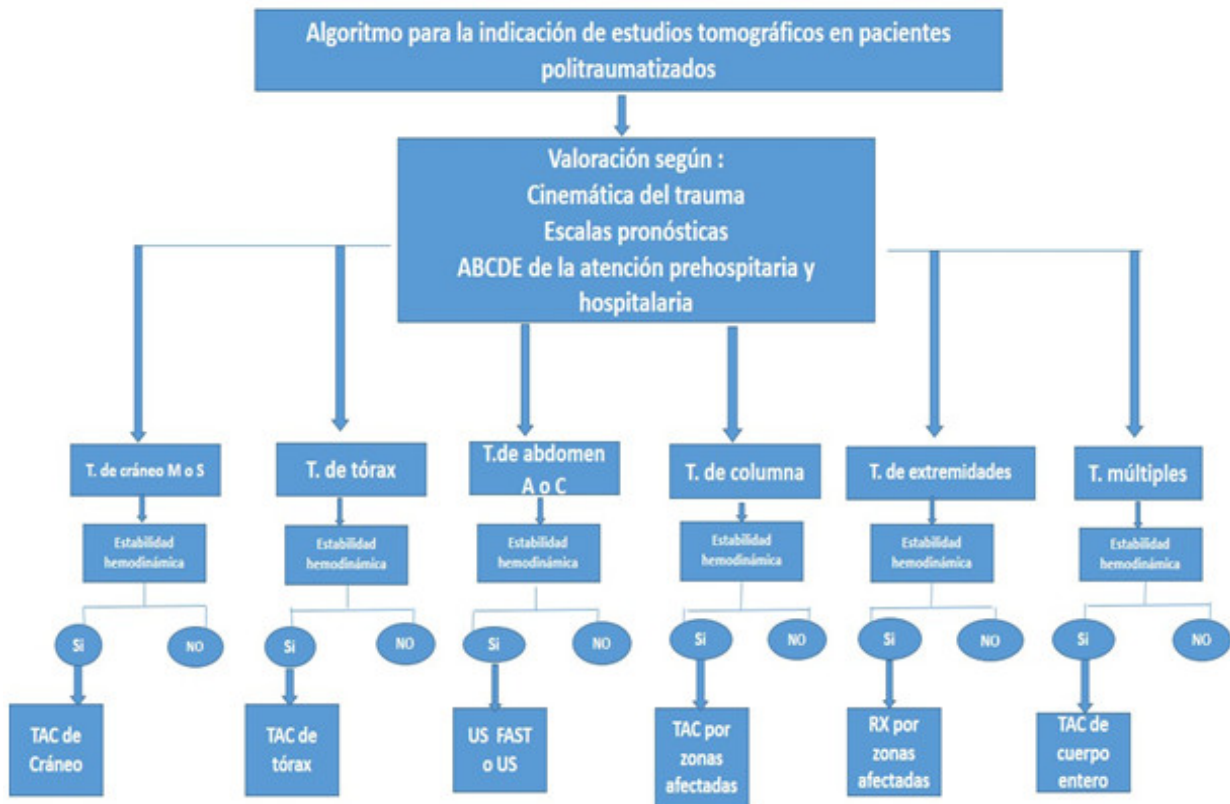 Algoritmo para la indicación de estudios tomográficos en pacientes
politraumatizados
Valoración según :
Cinemática del trauma
Escalas pronósticas
ABCDE de la atención prehospitaria y
hospitalaria
T. de cráneo M o S
T. de tórax
T.de abdomen
A o C
T. de columna
T. de extremidades
T. múltiples
Estabilidad
hemodinámica
Estabilidad
hemodinámica
Estabilidad
hemodinámica
Estabilidad
hemodinámica
Estabilidad
hemodinámica
Estabilidad
hemodinámica
Si
NO
Si
NO
Si
NO
Si
NO
Si
NO
Si
NO
TAC de
Cráneo
TAC de
tórax
US FAST
o US
TAC por
zonas
afectadas
RX por
zonas
afectadas
TAC de
cuerpo
entero